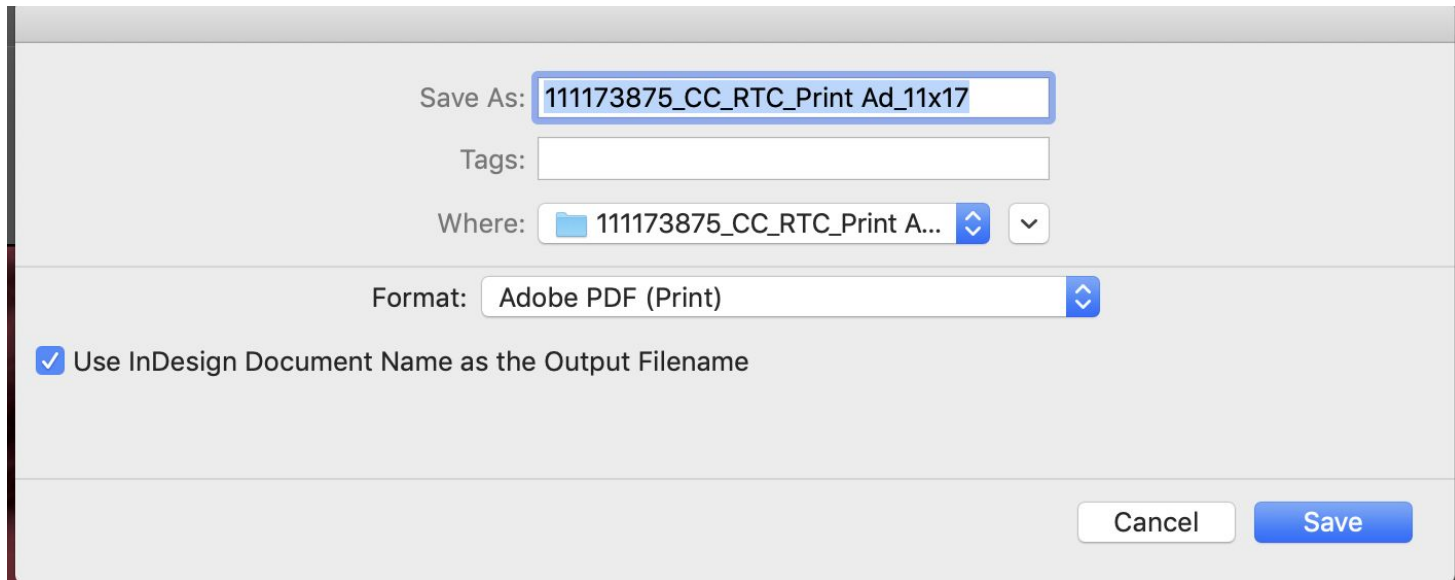 Save As: 111173875_CC_RTC_Print Ad_11x17
Tags:
Where: 111173875_CC_RTC_Print A...
Format: Adobe PDF (Print)
Use InDesign Document Name as the Output Filename
Cancel Save